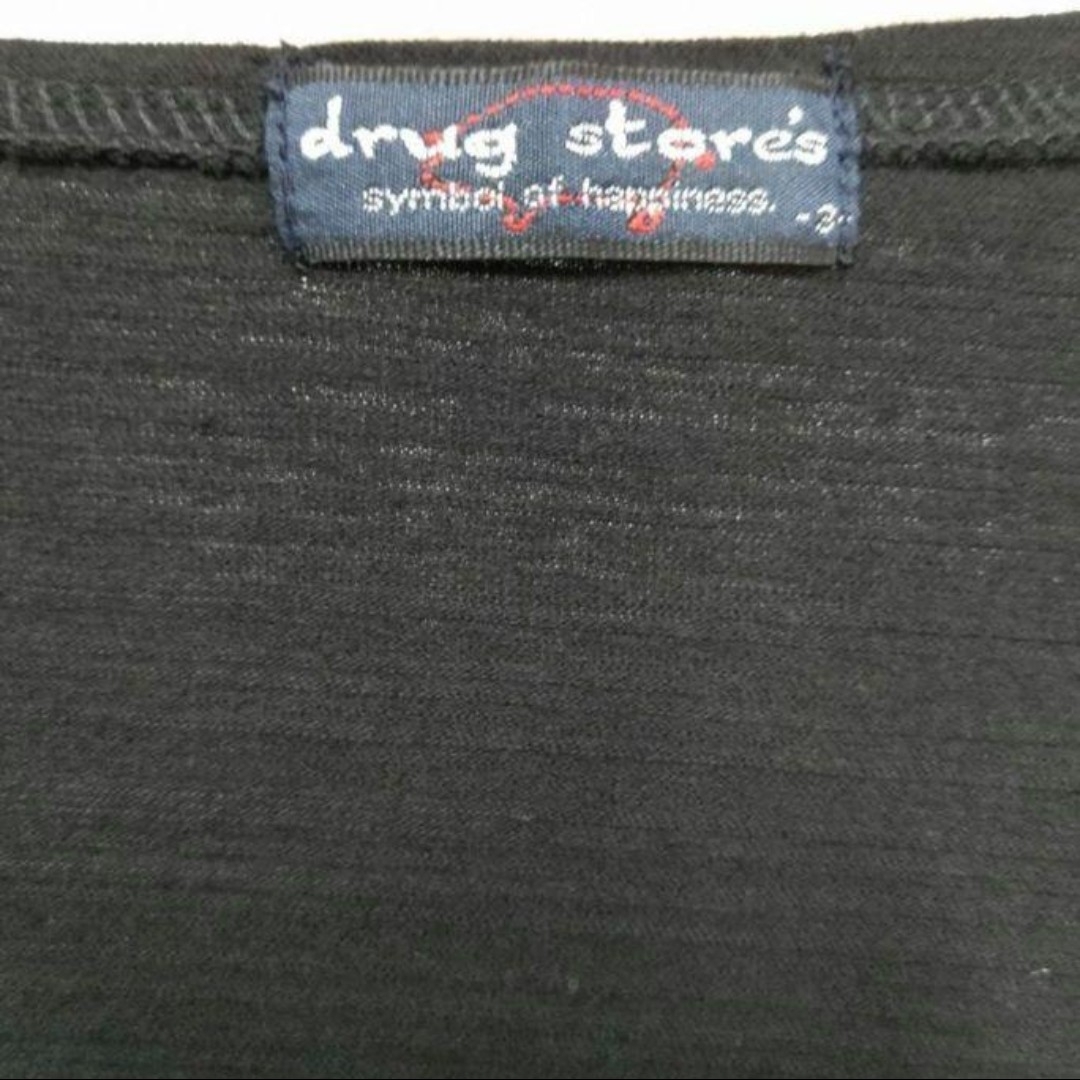 drug store's
symbol of happiness.
-3-